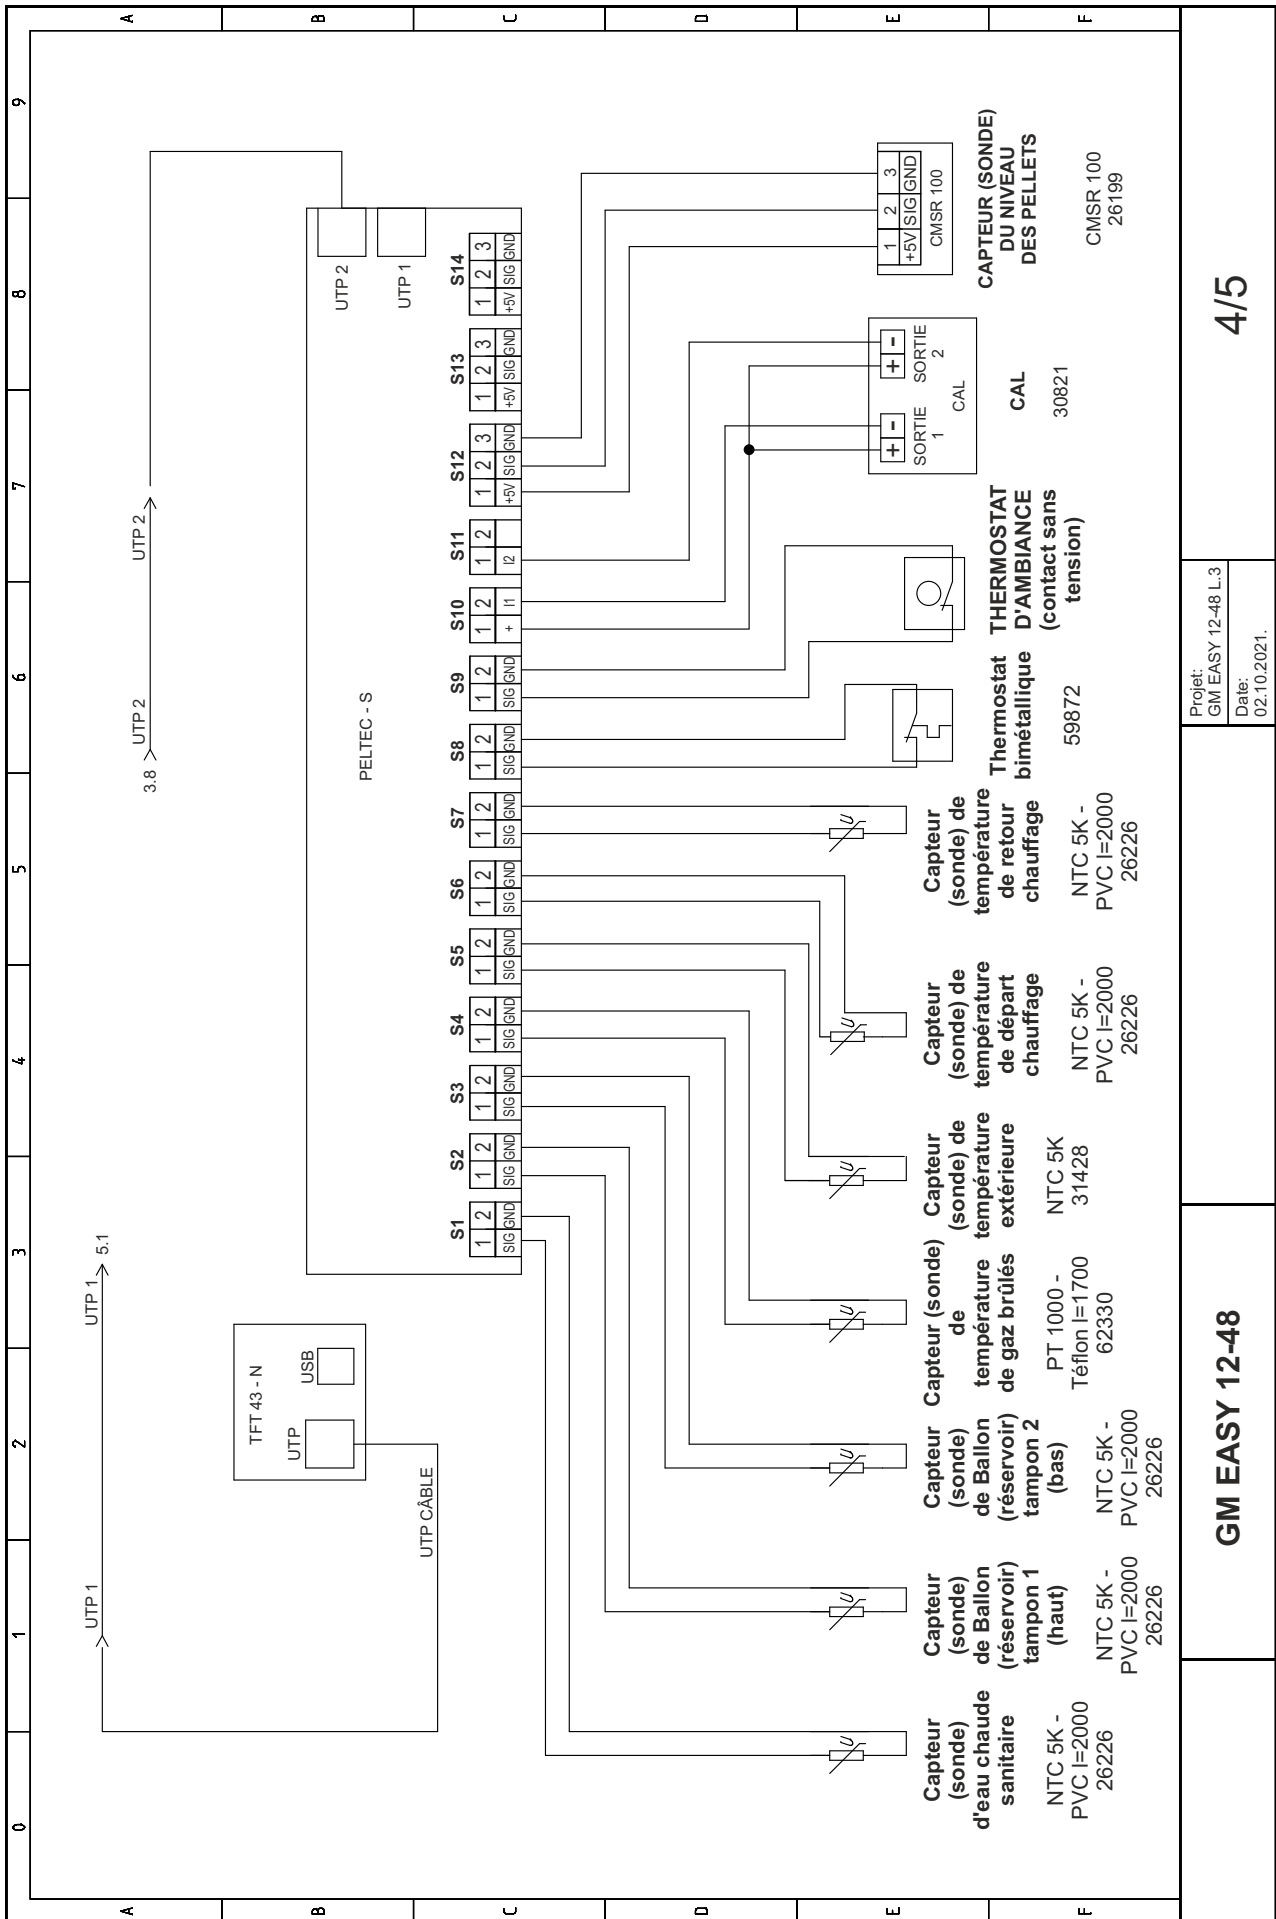 0 1 2 3 4 5 6 7 8 9
A
B
C
D
E
F
A
B
C
D
E
F
UTP 1
UTP 1
5.1
3.8
UTP 2
UTP 2
TFT 43 - N
UTP
USB
UTP CÂBLE
PELTEC - S
UTP 2
UTP 1
S1 S2 S3 S4 S5 S6 S7 S8 S9 S10 S11 S12 S13 S14
1 2 1 2 1 2 1 2 1 2 1 2 1 2 1 2 1 2 1 2 1 2 1 2 3 1 2 3 1 2 3
SIG GND SIG GND SIG GND SIG GND SIG GND SIG GND SIG GND SIG GND SIG GND + I1 I2 +5V SIG GND +5V SIG GND +5V SIG GND
Capteur
(sonde)
d'eau chaude
sanitaire
NTC 5K -
PVC l=2000
26226
Capteur
(sonde)
de Ballon
(réservoir)
tampon 1
(haut)
NTC 5K -
PVC l=2000
26226
Capteur
(sonde)
de Ballon
(réservoir)
tampon 2
(bas)
NTC 5K -
PVC l=2000
26226
Capteur (sonde)
de
température
de gaz brûlés
PT 1000 -
Téflon l=1700
62330
Capteur
(sonde) de
température
extérieure
NTC 5K
31428
Capteur
(sonde) de
température
de départ
chauffage
NTC 5K -
PVC l=2000
26226
Capteur
(sonde) de
température
de retour
chauffage
NTC 5K -
PVC l=2000
26226
Thermostat
bimétallique
59872
THERMOSTAT
D'AMBIANCE
(contact sans
tension)
+ - + -
SORTIE
1
SORTIE
2
CAL
CAL
30821
1 2 3
+5V SIG GND
CMSR 100
CAPTEUR (SONDE)
DU NIVEAU
DES PELLETS
CMSR 100
26199
GM EASY 12-48
Projet:
GM EASY 12-48 L.3
Date:
02.10.2021.
4/5